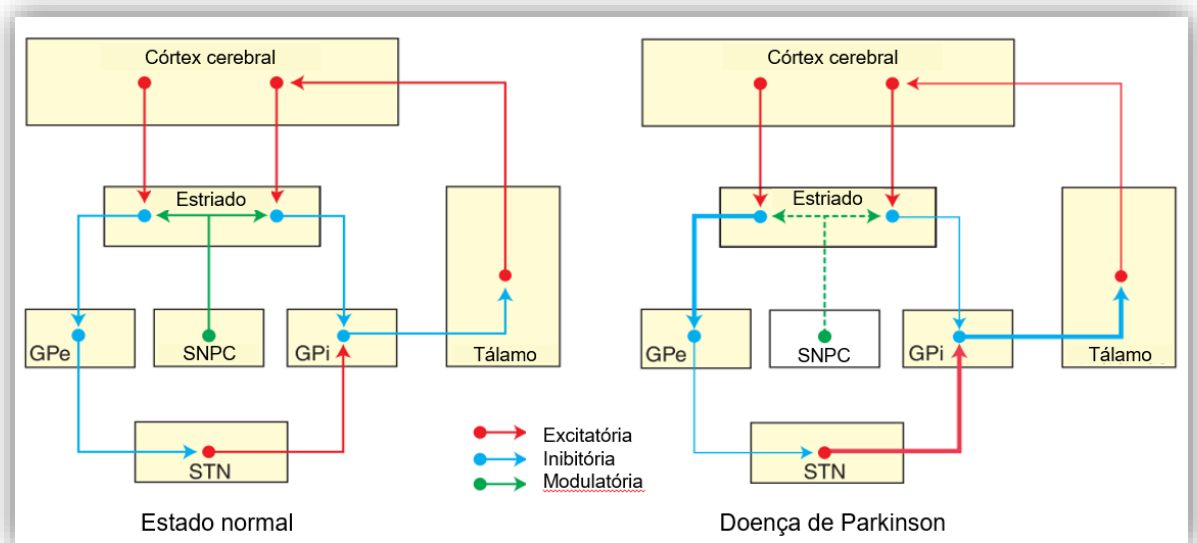 Córtex cerebral
Estriado
GPe
SNPC
GPi
Tálamo
STN
Estado normal
Excitatória
Inibitória
Modulatória
Córtex cerebral
Estriado
GPe
SNPC
GPi
Tálamo
STN
Doença de Parkinson